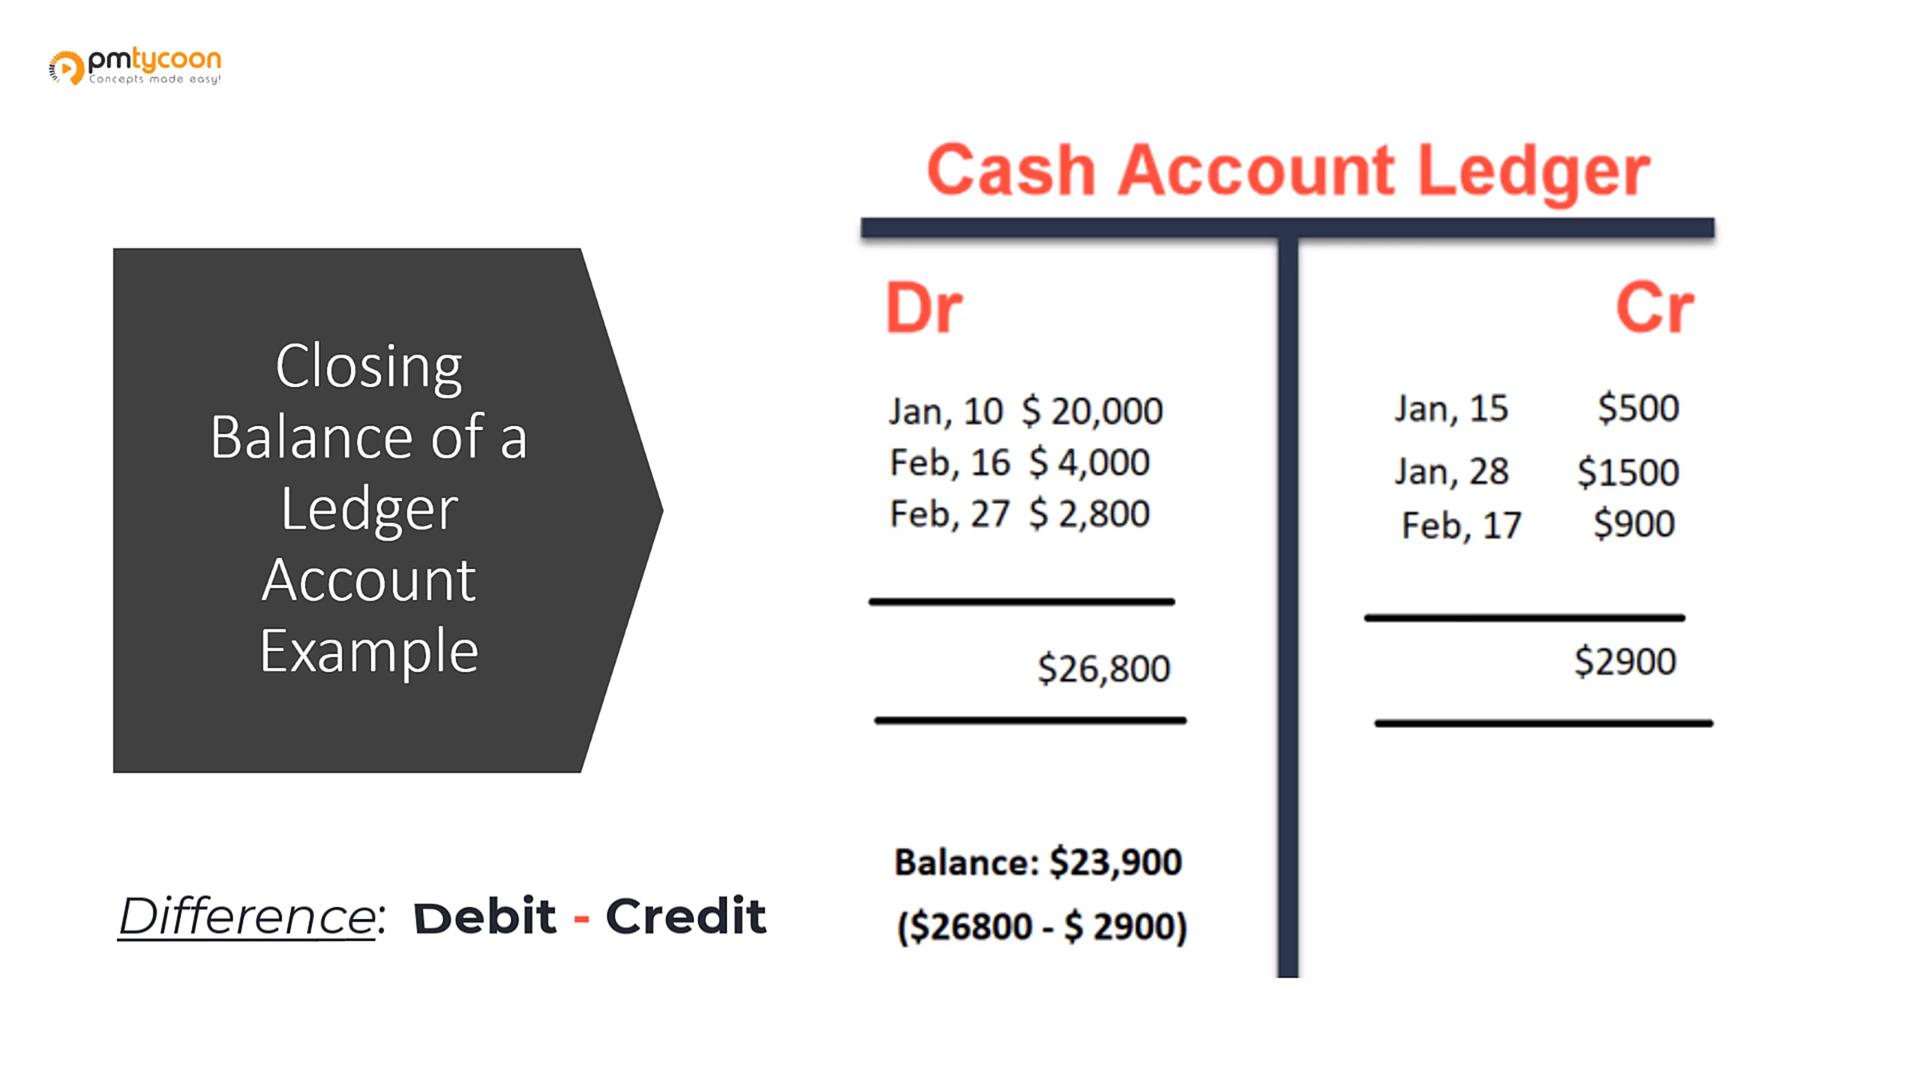 pmtycoon
Concepts made easy!
Cash Account Ledger
Closing
Balance of a
Ledger
Account
Example
Difference: Debit - Credit
Dr
Jan, 10 $ 20,000
Feb, 16 $ 4,000
Feb, 27 $ 2,800
$26,800
Balance: $23,900
($26800 - $ 2900)
Cr
Jan, 15 $500
Jan, 28 $1500
Feb, 17 $900
$2900